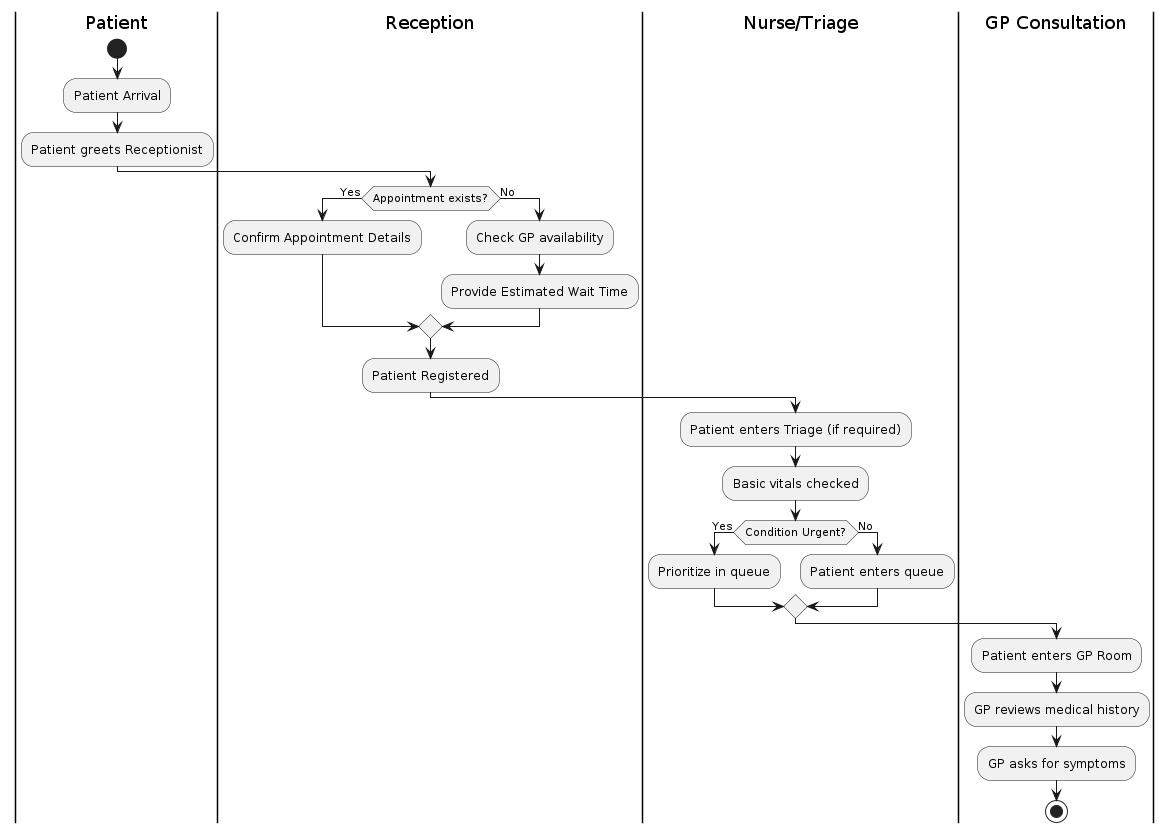 Patient
Reception
Nurse/Triage
GP Consultation
Patient Arrival
Patient greets Receptionist
Yes
Appointment exists?
No
Confirm Appointment Details
Check GP availability
Provide Estimated Wait Time
Patient Registered
Patient enters Triage (if required)
Basic vitals checked
Yes
Condition Urgent?
No
Prioritize in queue
Patient enters queue
Patient enters GP Room
GP reviews medical history
GP asks for symptoms